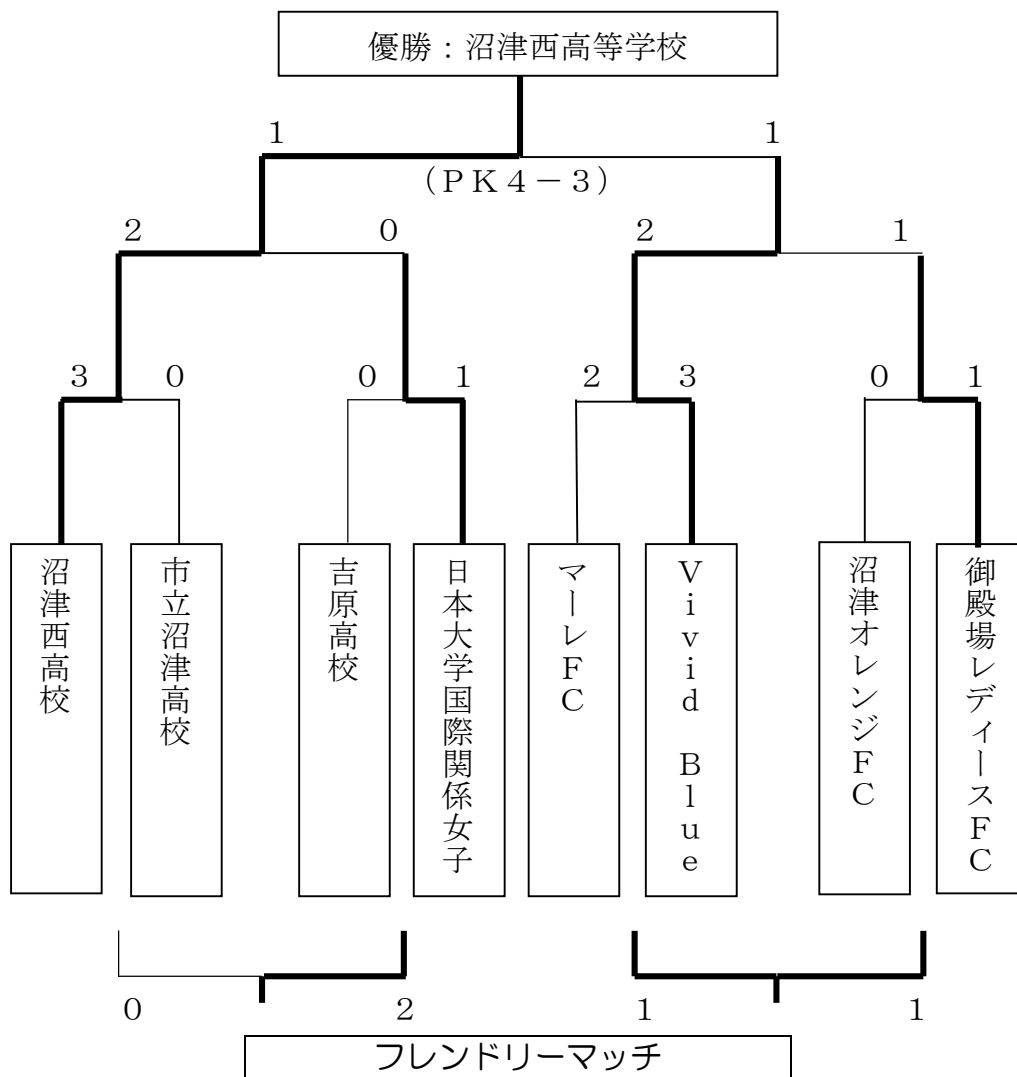 優勝：沼津西高等学校
1 1
（ＰＫ４－３）
2 0 2 1
3 0 0 1 2 3 0 1
沼津西高校
市立沼津高校
吉原高校
日本大学国際関係女子
マーレＦＣ
Ｖｉｖｉｄ　Ｂｌｕｅ
沼津オレンジＦＣ
御殿場レディースＦＣ
0 2 1 1
フレンドリーマッチ